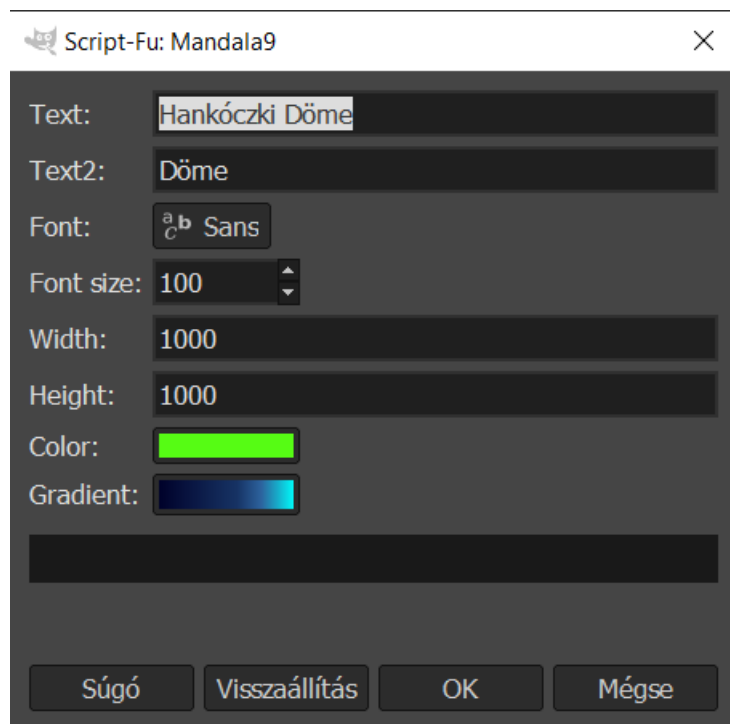 Script-Fu: Mandala9
Text: Hankóczki Döme
Text2: Döme
Font: Sans
Font size: 100
Width: 1000
Height: 1000
Color:
Gradient:
Súgó Visszaállítás OK Mégse